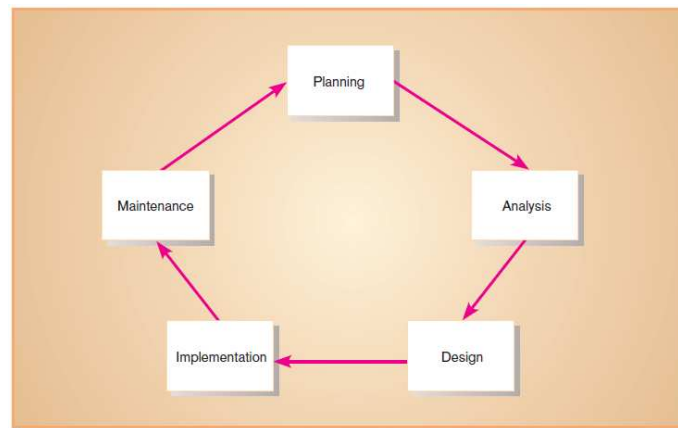 Planning
Maintenance
Analysis
Implementation
Design